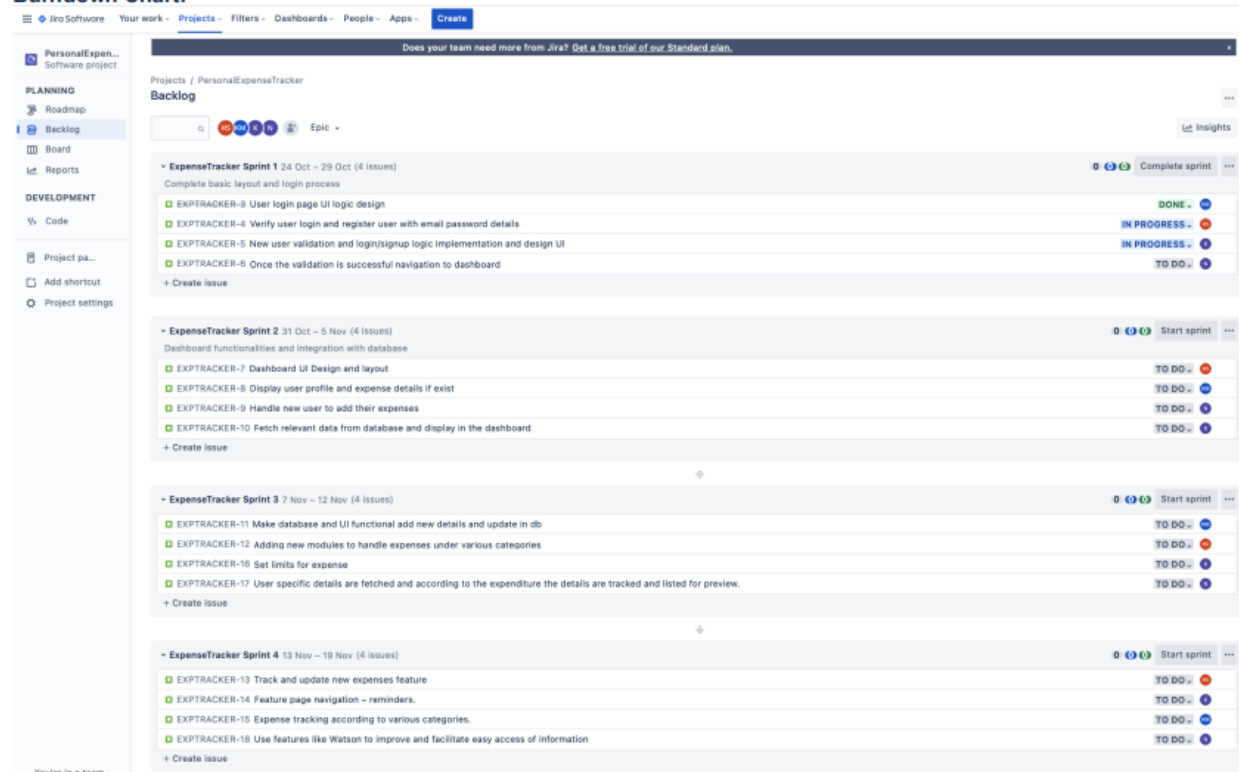 Burndown Chart:
Jira Software Your work Projects Filters Dashboards People Apps Create
Does your team need more from Jira? Get a free trial of our Standard plan.
PersonalExpen...
Software project
PLANNING
Roadmap
Backlog
Board
Reports
DEVELOPMENT
Code
Project pa...
Add shortcut
Project settings
You're in a team
Projects / PersonalExpenseTracker
Backlog
HS KM K N Epic Insights
ExpenseTracker Sprint 1 24 Oct – 29 Oct (4 issues) 0 Complete sprint
Complete basic layout and login process
EXPTRACKER-3 User login page UI logic design DONE
EXPTRACKER-4 Verify user login and register user with email password details IN PROGRESS
EXPTRACKER-5 New user validation and login/signup logic implementation and design UI IN PROGRESS
EXPTRACKER-6 Once the validation is successful navigation to dashboard TO DO
+ Create issue
ExpenseTracker Sprint 2 31 Oct – 5 Nov (4 issues) 0 Start sprint
Dashboard functionalities and integration with database
EXPTRACKER-7 Dashboard UI Design and layout TO DO
EXPTRACKER-8 Display user profile and expense details if exist TO DO
EXPTRACKER-9 Handle new user to add their expenses TO DO
EXPTRACKER-10 Fetch relevant data from database and display in the dashboard TO DO
+ Create issue
ExpenseTracker Sprint 3 7 Nov – 12 Nov (4 issues) 0 Start sprint
EXPTRACKER-11 Make database and UI functional add new details and update in db TO DO
EXPTRACKER-12 Adding new modules to handle expenses under various categories TO DO
EXPTRACKER-16 Set limits for expense TO DO
EXPTRACKER-17 User specific details are fetched and according to the expenditure the details are tracked and listed for preview. TO DO
+ Create issue
ExpenseTracker Sprint 4 13 Nov – 19 Nov (4 issues) 0 Start sprint
EXPTRACKER-13 Track and update new expenses feature TO DO
EXPTRACKER-14 Feature page navigation – reminders. TO DO
EXPTRACKER-15 Expense tracking according to various categories. TO DO
EXPTRACKER-18 Use features like Watson to improve and facilitate easy access of information TO DO
+ Create issue